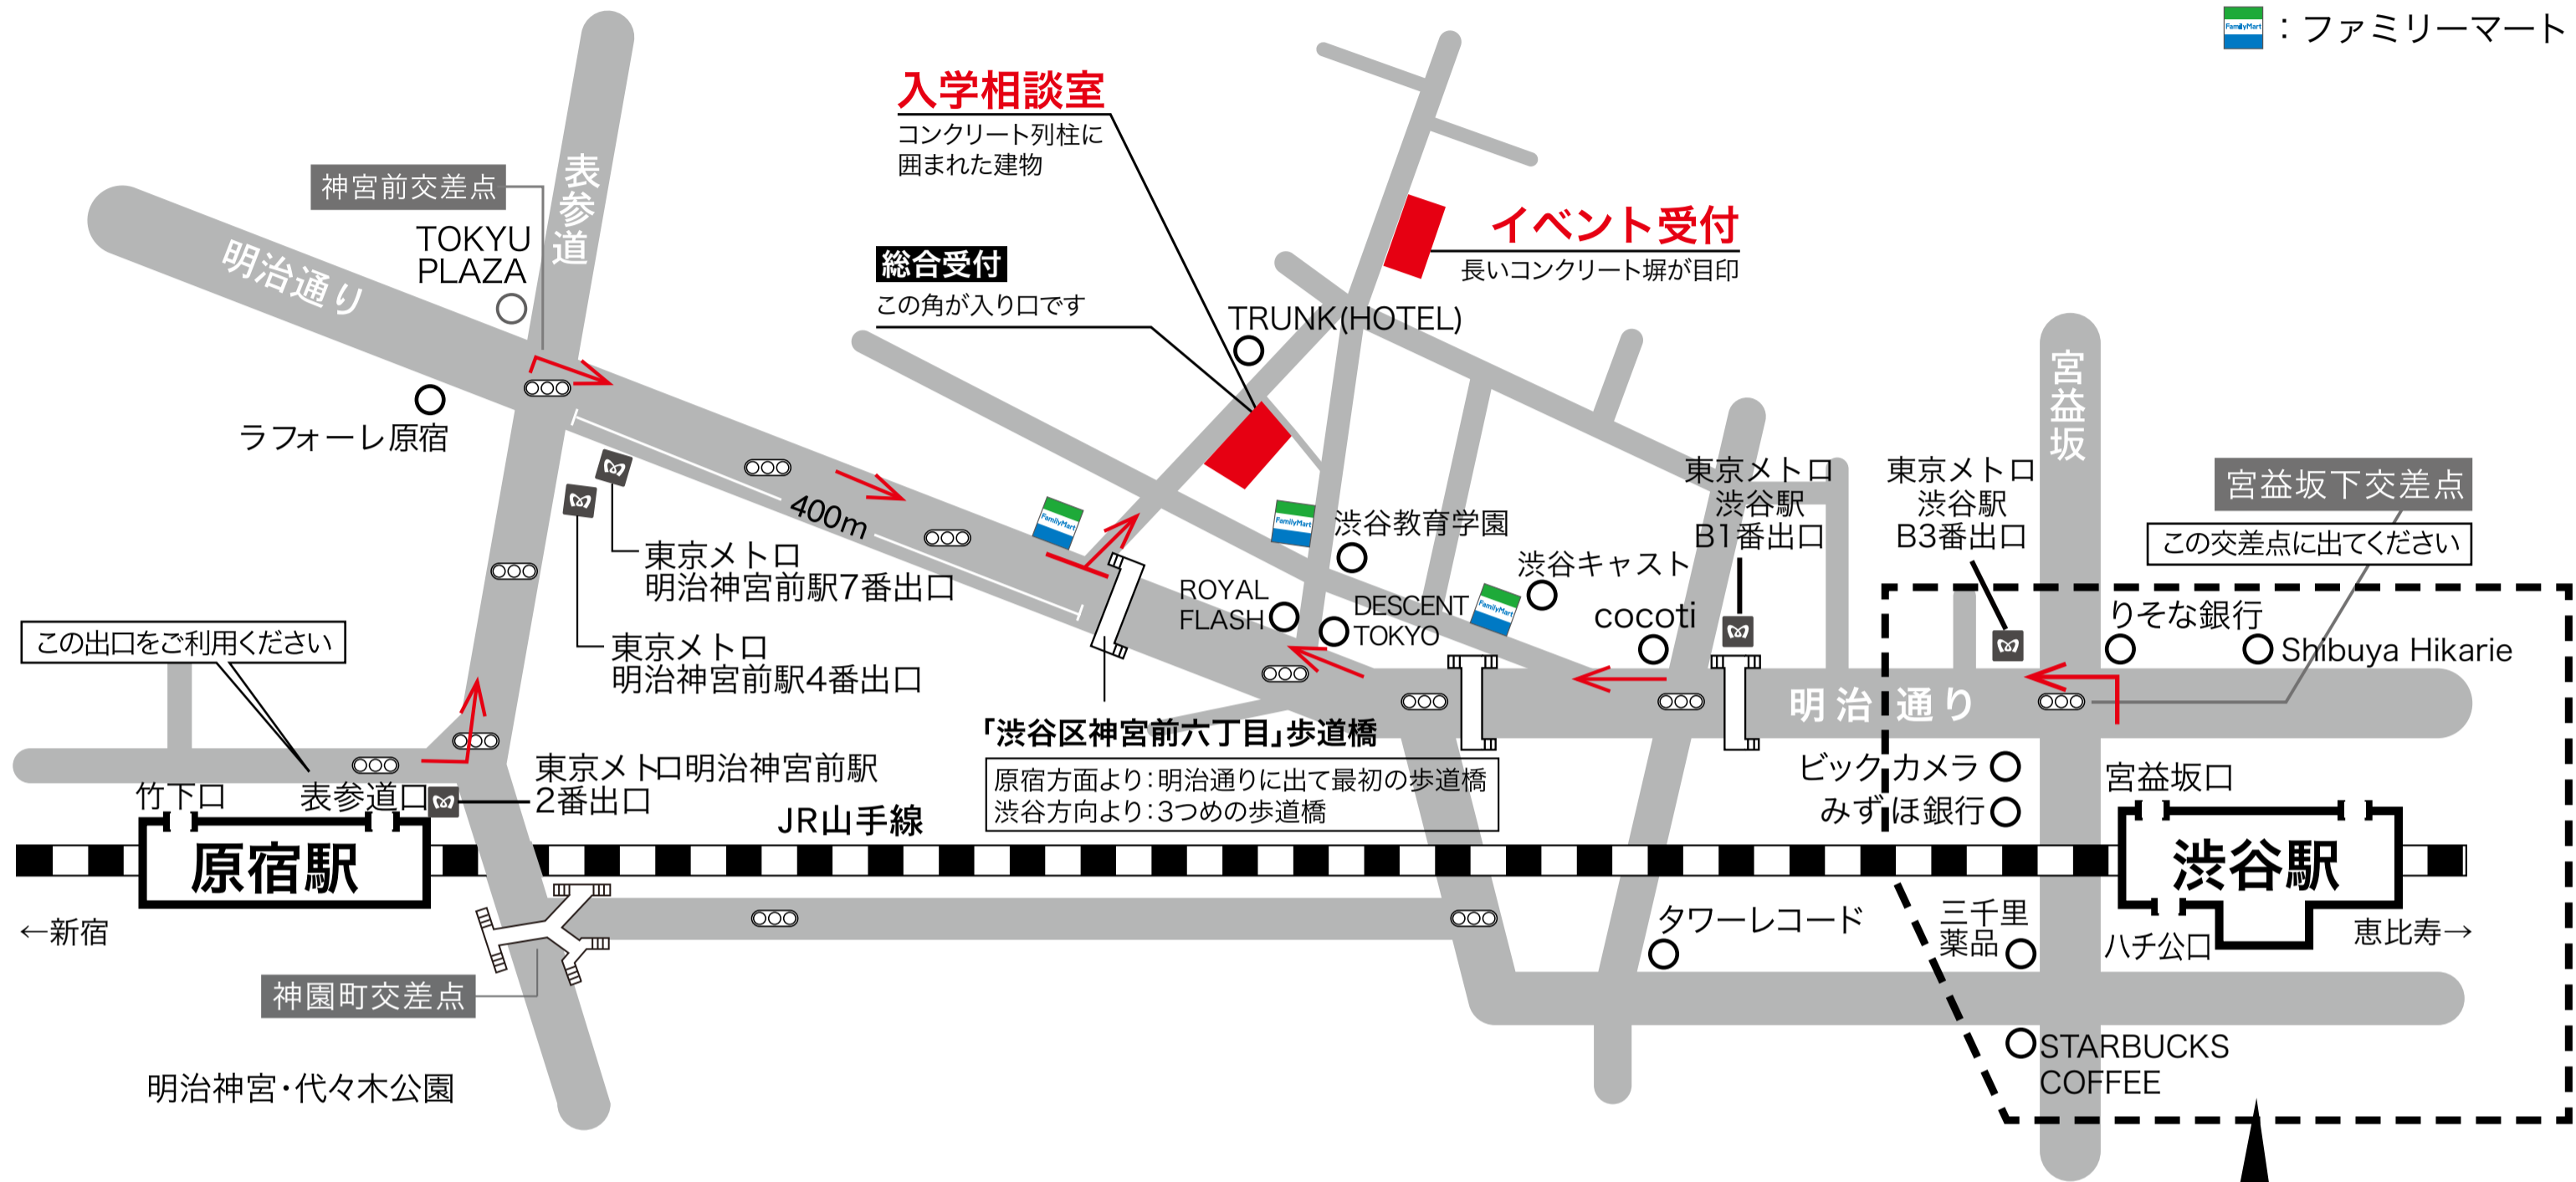 FamilyMart
：ファミリーマート
入学相談室
コンクリート列柱に
囲まれた建物
表参道
神宮前交差点
イベント受付
長いコンクリート塀が目印
TOKYU
PLAZA
明治通り
総合受付
この角が入り口です
TRUNK(HOTEL)
宮益坂
ラフォーレ原宿
東京メトロ
渋谷駅
B1番出口
東京メトロ
渋谷駅
B3番出口
宮益坂下交差点
この交差点に出てください
400m
FamilyMart
FamilyMart
渋谷教育学園
東京メトロ
明治神宮前駅7番出口
渋谷キャスト
FamilyMart
ROYAL
FLASH
DESCENT
TOKYO
cocoti
りそな銀行
Shibuya Hikarie
この出口をご利用ください
東京メトロ
明治神宮前駅4番出口
明治通り
「渋谷区神宮前六丁目」歩道橋
原宿方面より：明治通りに出て最初の歩道橋
渋谷方向より：3つめの歩道橋
東京メトロ明治神宮前駅
2番出口
竹下口
表参道口
ビックカメラ
みずほ銀行
宮益坂口
JR山手線
原宿駅
渋谷駅
←新宿
タワーレコード
三千里
薬品
ハチ公口
恵比寿→
神園町交差点
STARBUCKS
COFFEE
明治神宮・代々木公園